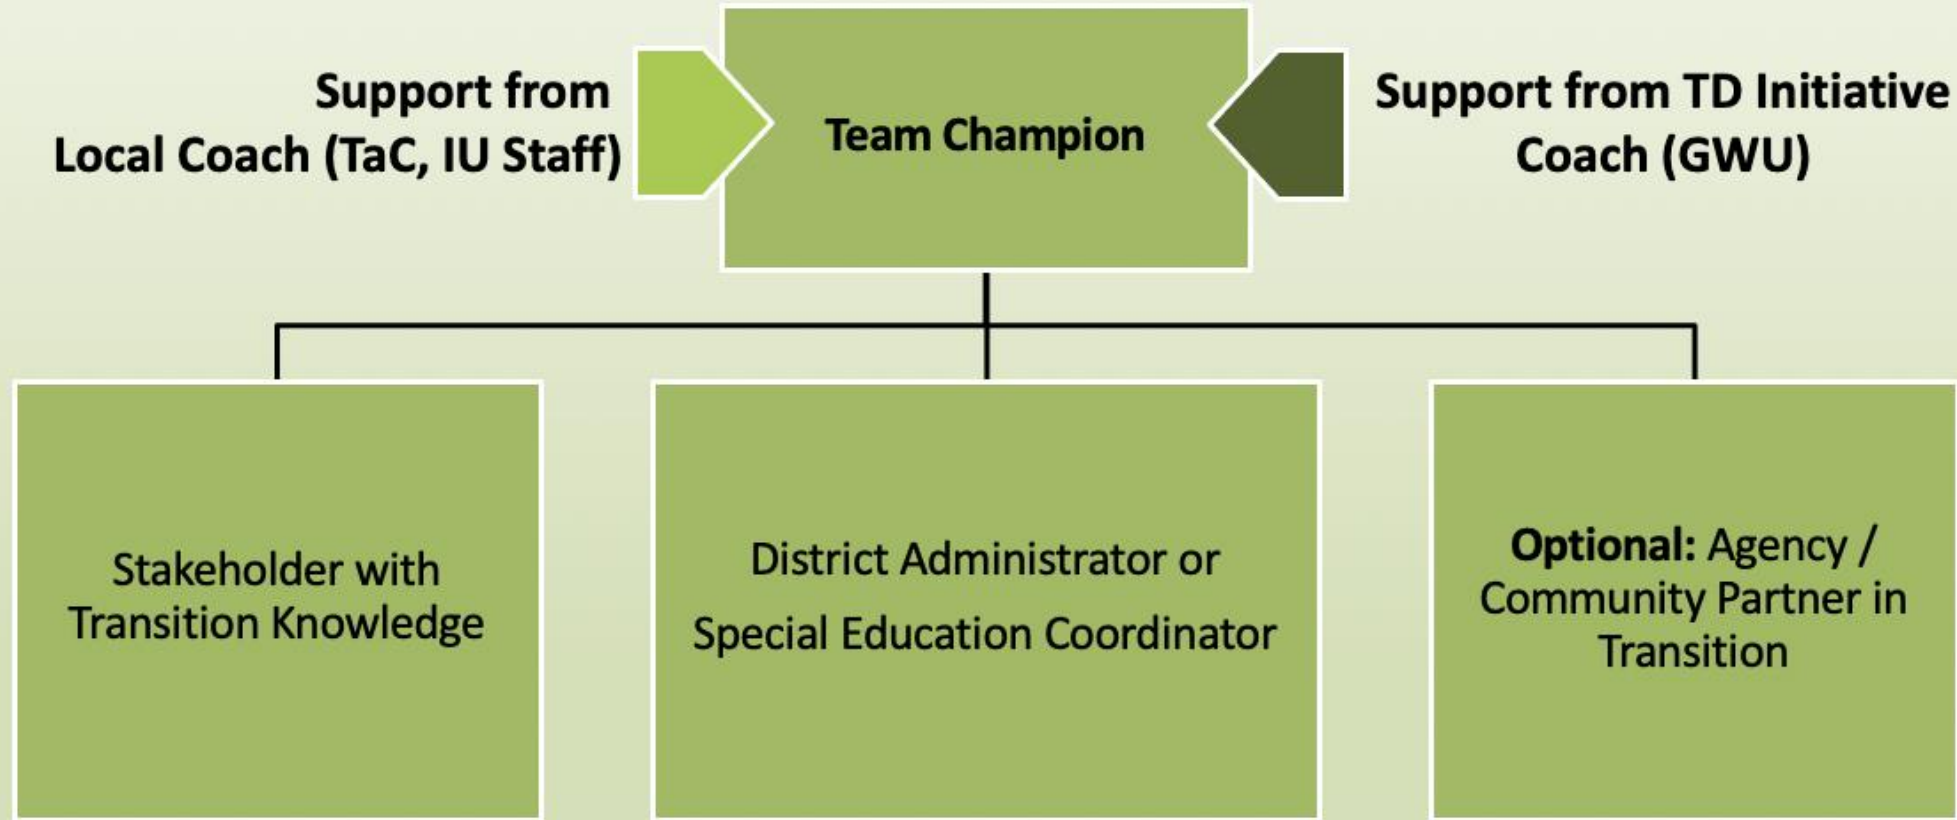 Support from
Local Coach (TaC, IU Staff)
Team Champion
Support from TD Initiative
Coach (GWU)
Stakeholder with
Transition Knowledge
District Administrator or
Special Education Coordinator
Optional: Agency /
Community Partner in
Transition